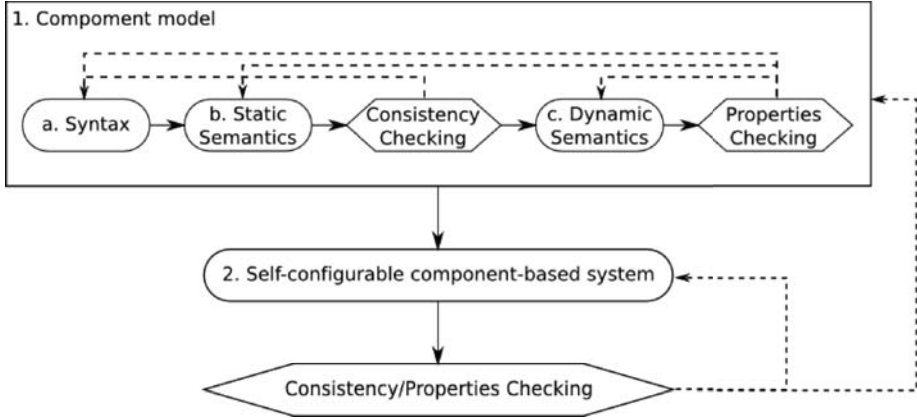 1. Compoment model
a. Syntax
b. Static
Semantics
Consistency
Checking
c. Dynamic
Semantics
Properties
Checking
2. Self-configurable component-based system
Consistency/Properties Checking